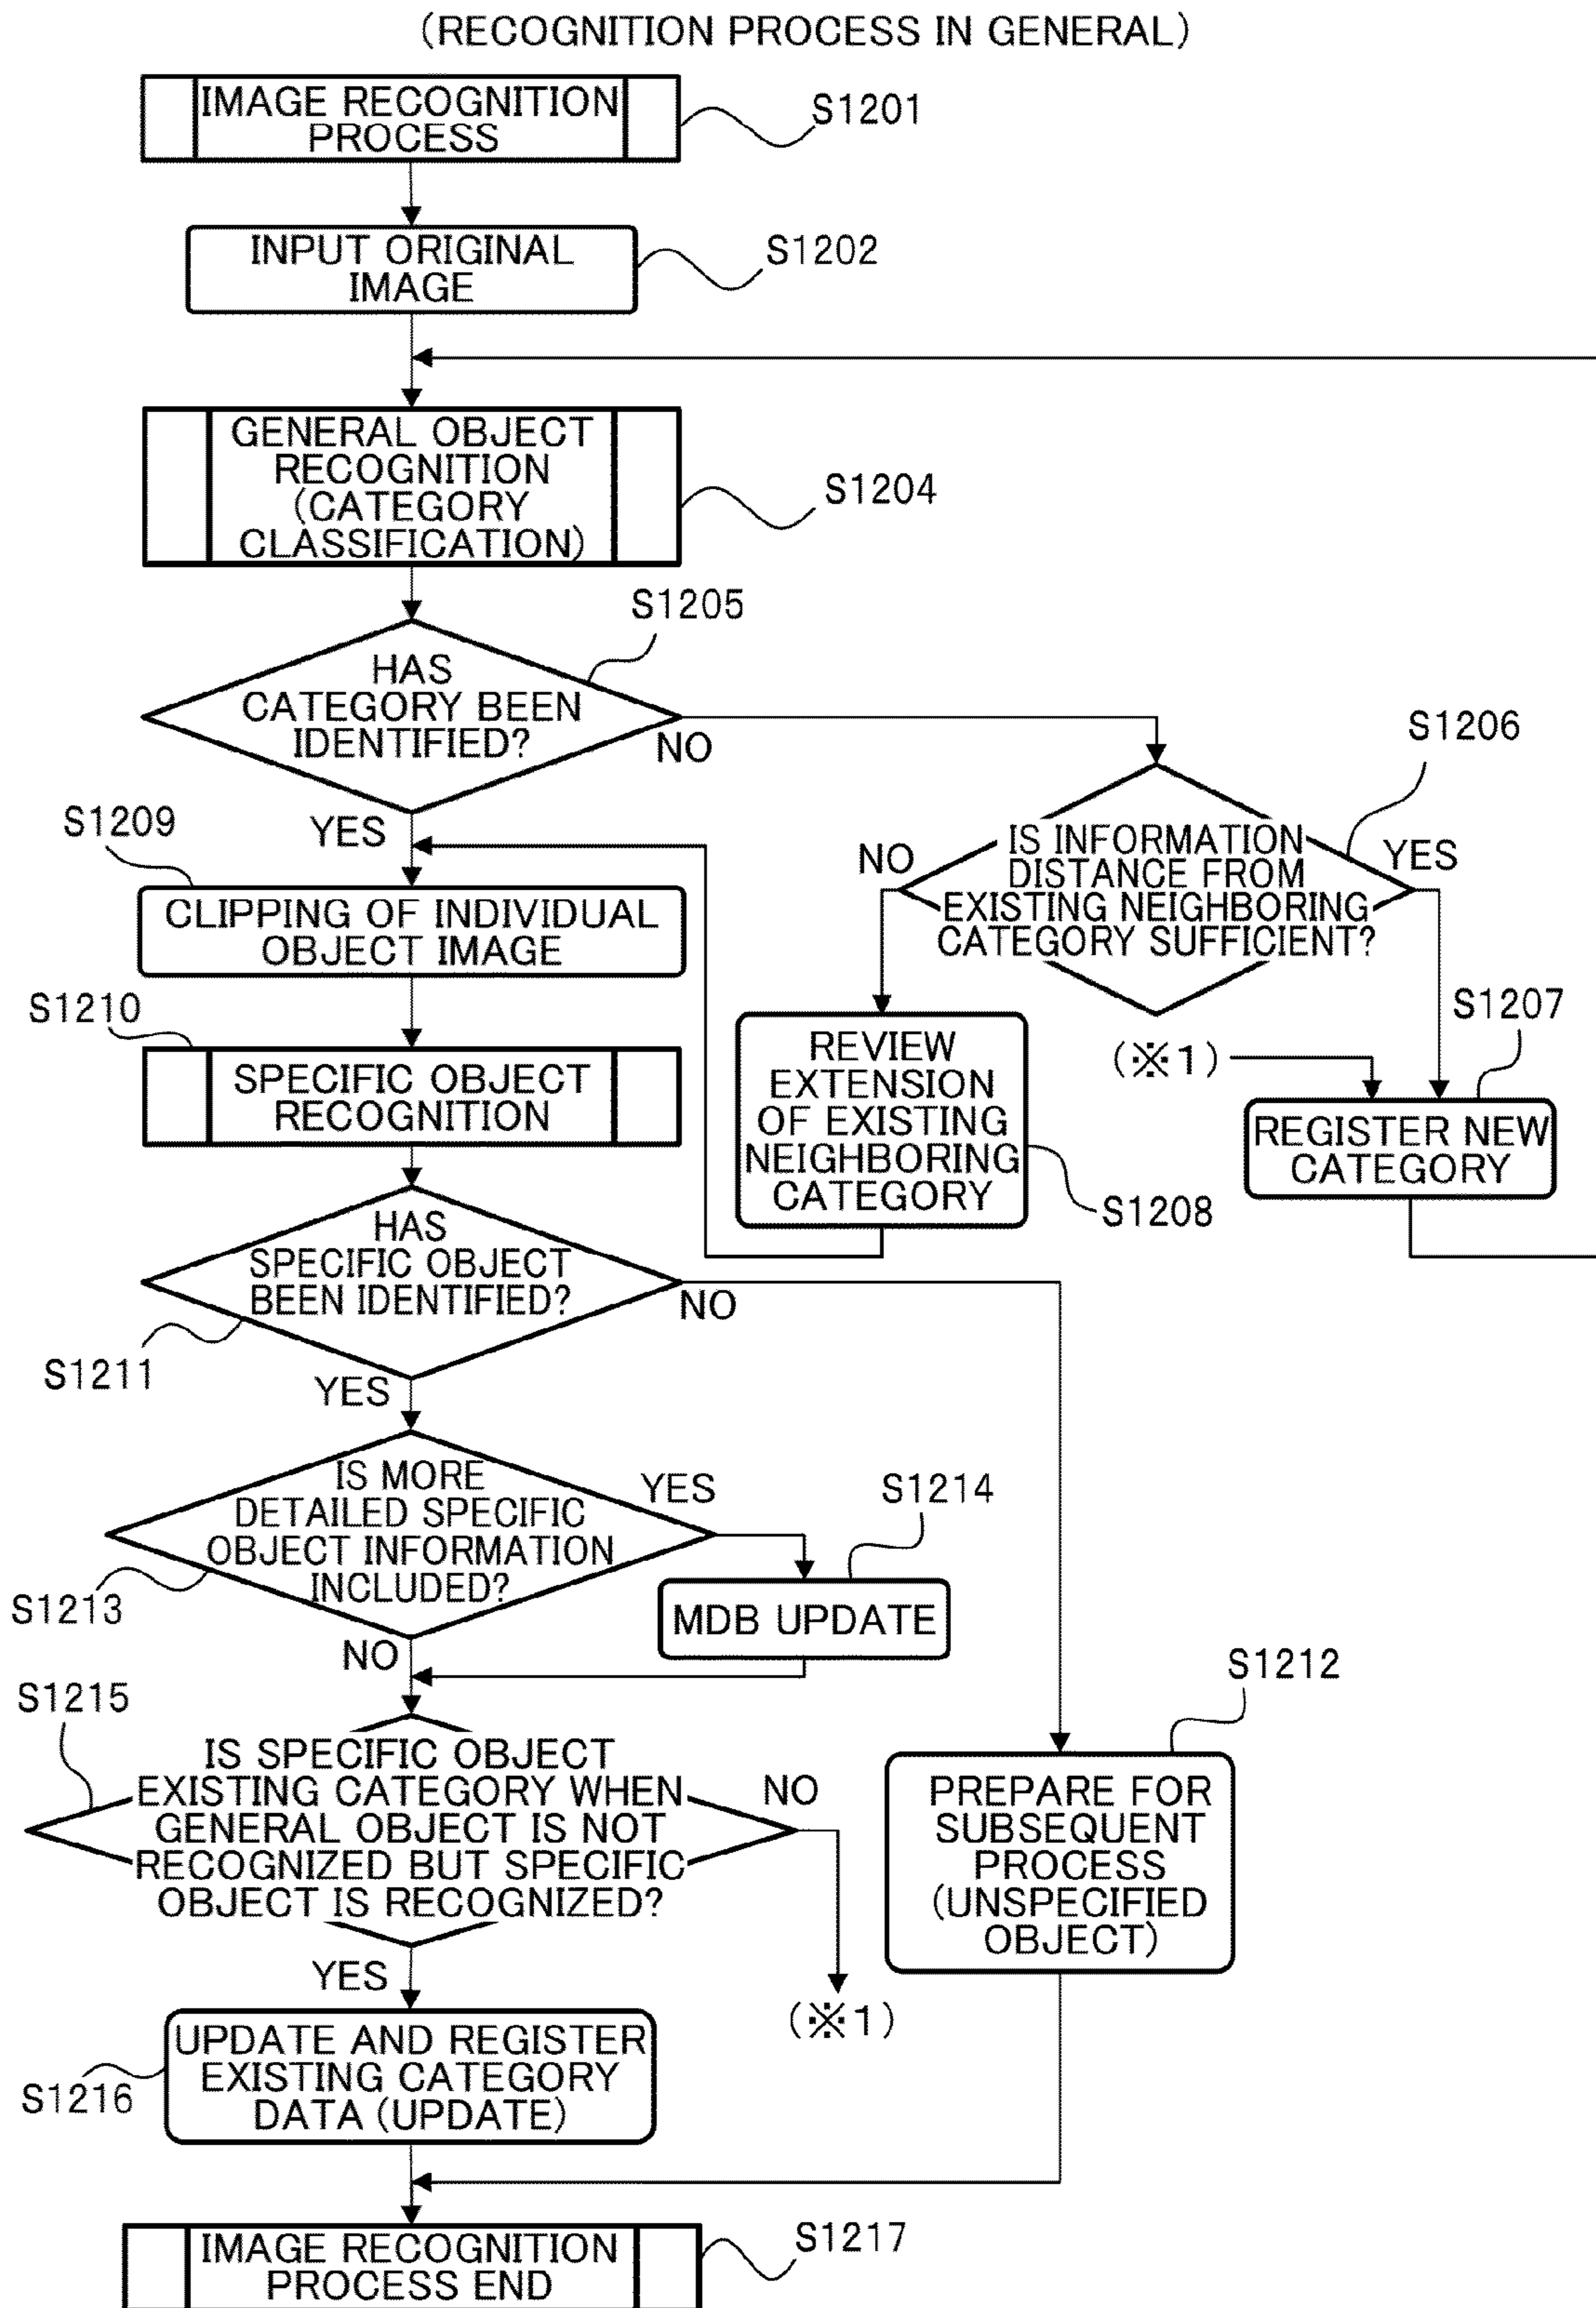 (RECOGNITION PROCESS IN GENERAL)
IMAGE RECOGNITION
PROCESS
S1201
INPUT ORIGINAL
IMAGE
S1202
GENERAL OBJECT
RECOGNITION
(CATEGORY
CLASSIFICATION)
S1204
S1205
HAS
CATEGORY BEEN
IDENTIFIED?
NO
YES
S1206
IS INFORMATION
DISTANCE FROM
EXISTING NEIGHBORING
CATEGORY SUFFICIENT?
NO
YES
S1209
CLIPPING OF INDIVIDUAL
OBJECT IMAGE
S1207
(※1)
REGISTER NEW
CATEGORY
REVIEW
EXTENSION
OF EXISTING
NEIGHBORING
CATEGORY
S1208
S1210
SPECIFIC OBJECT
RECOGNITION
HAS
SPECIFIC OBJECT
BEEN IDENTIFIED?
NO
S1211
YES
IS MORE
DETAILED SPECIFIC
OBJECT INFORMATION
INCLUDED?
YES
S1214
S1213
MDB UPDATE
NO
S1212
S1215
IS SPECIFIC OBJECT
EXISTING CATEGORY WHEN
GENERAL OBJECT IS NOT
RECOGNIZED BUT SPECIFIC
OBJECT IS RECOGNIZED?
NO
PREPARE FOR
SUBSEQUENT
PROCESS
(UNSPECIFIED
OBJECT)
YES
(※1)
UPDATE AND REGISTER
EXISTING CATEGORY
DATA (UPDATE)
S1216
IMAGE RECOGNITION
PROCESS END
S1217